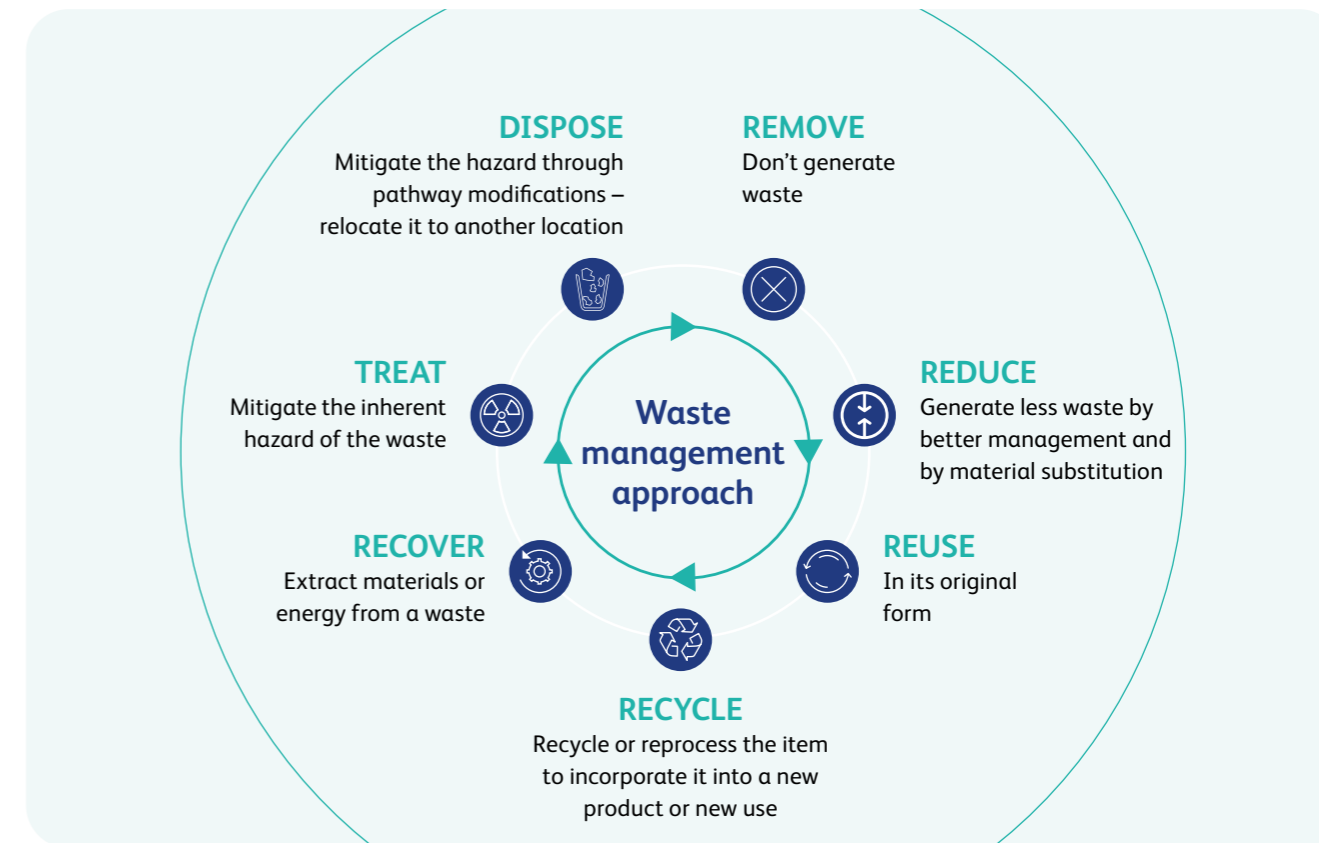 DISPOSE
Mitigate the hazard through
pathway modifications –
relocate it to another location
REMOVE
Don’t generate
waste
REDUCE
Generate less waste by
better management and
by material substitution
REUSE
In its original
form
RECYCLE
Recycle or reprocess the item
to incorporate it into a new
product or new use
RECOVER
Extract materials or
energy from a waste
TREAT
Mitigate the inherent
hazard of the waste
Waste
management
approach